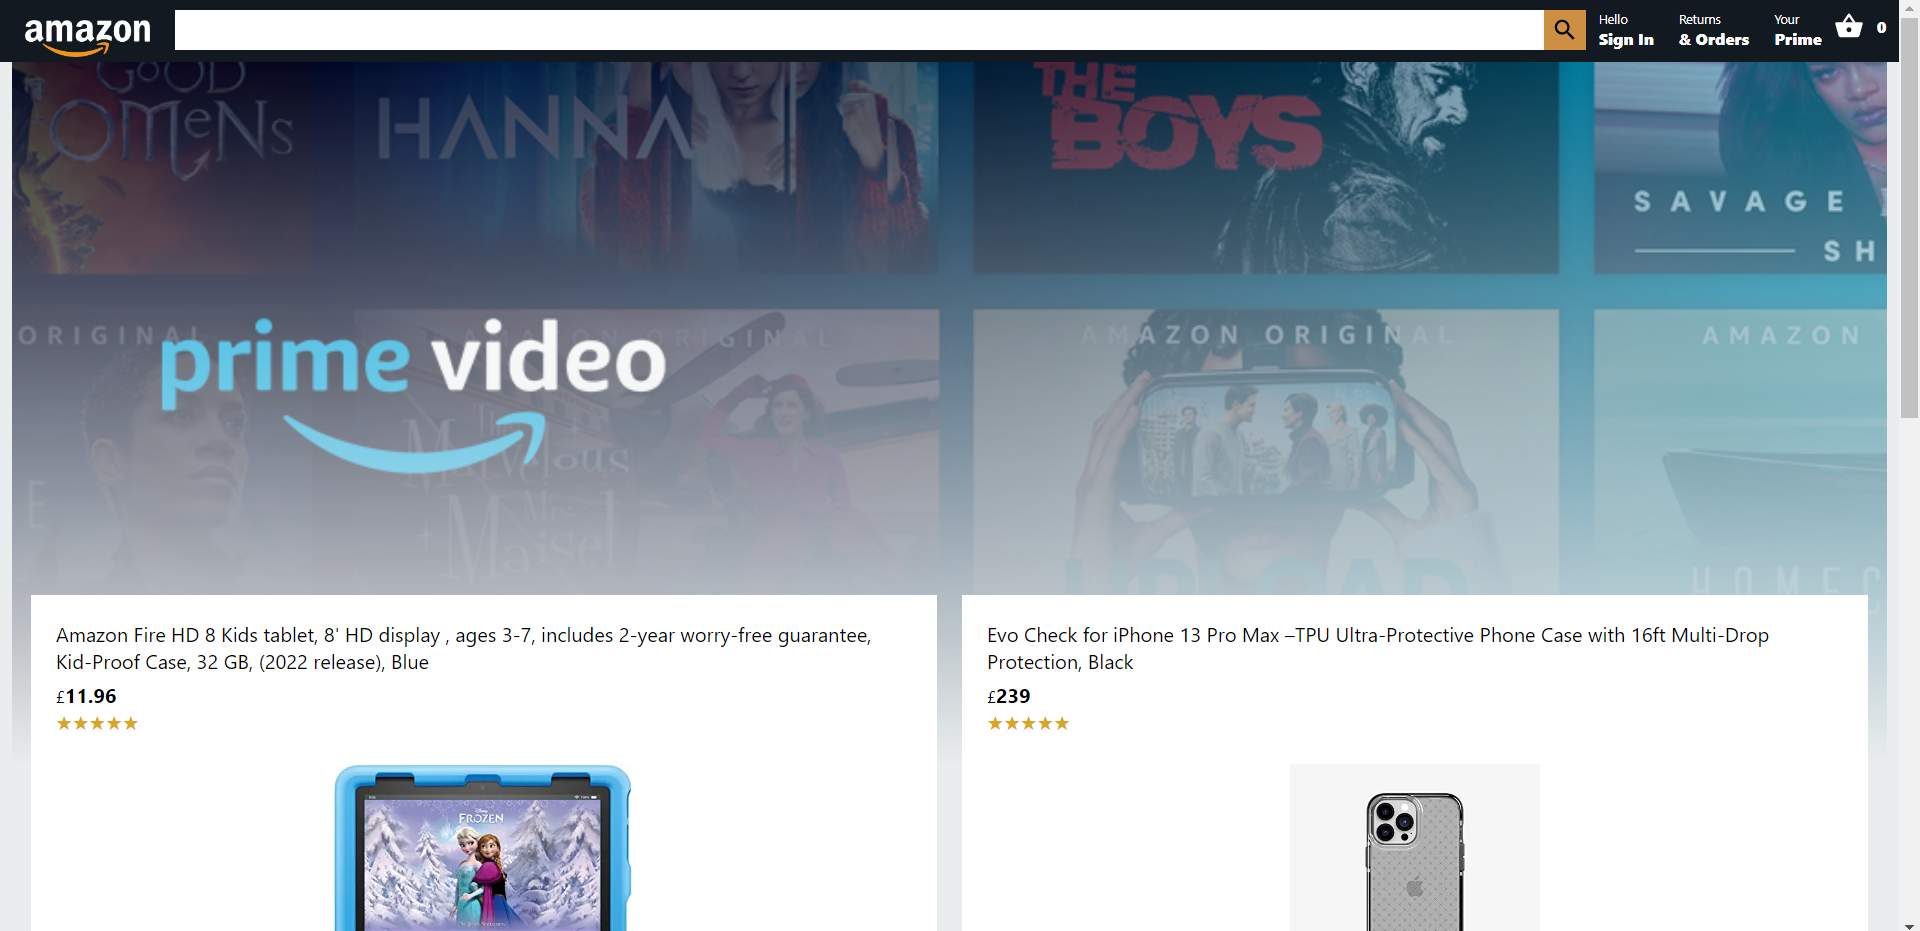 amazon
Hello
Sign In
Returns
& Orders
Your
Prime
0
GOOD
OMENS
HANNA
THE
BOYS
SAVAGE
SH
ORIGINAL
AMAZON ORIGINAL
AMAZON ORIGINAL
AMAZON
prime video
The
Marvelous
Mrs
Maisel
E
UPLOAD
HOMEC
Amazon Fire HD 8 Kids tablet, 8' HD display , ages 3-7, includes 2-year worry-free guarantee,
Kid-Proof Case, 32 GB, (2022 release), Blue
£11.96
Evo Check for iPhone 13 Pro Max –TPU Ultra-Protective Phone Case with 16ft Multi-Drop
Protection, Black
£239
Disney
FROZEN